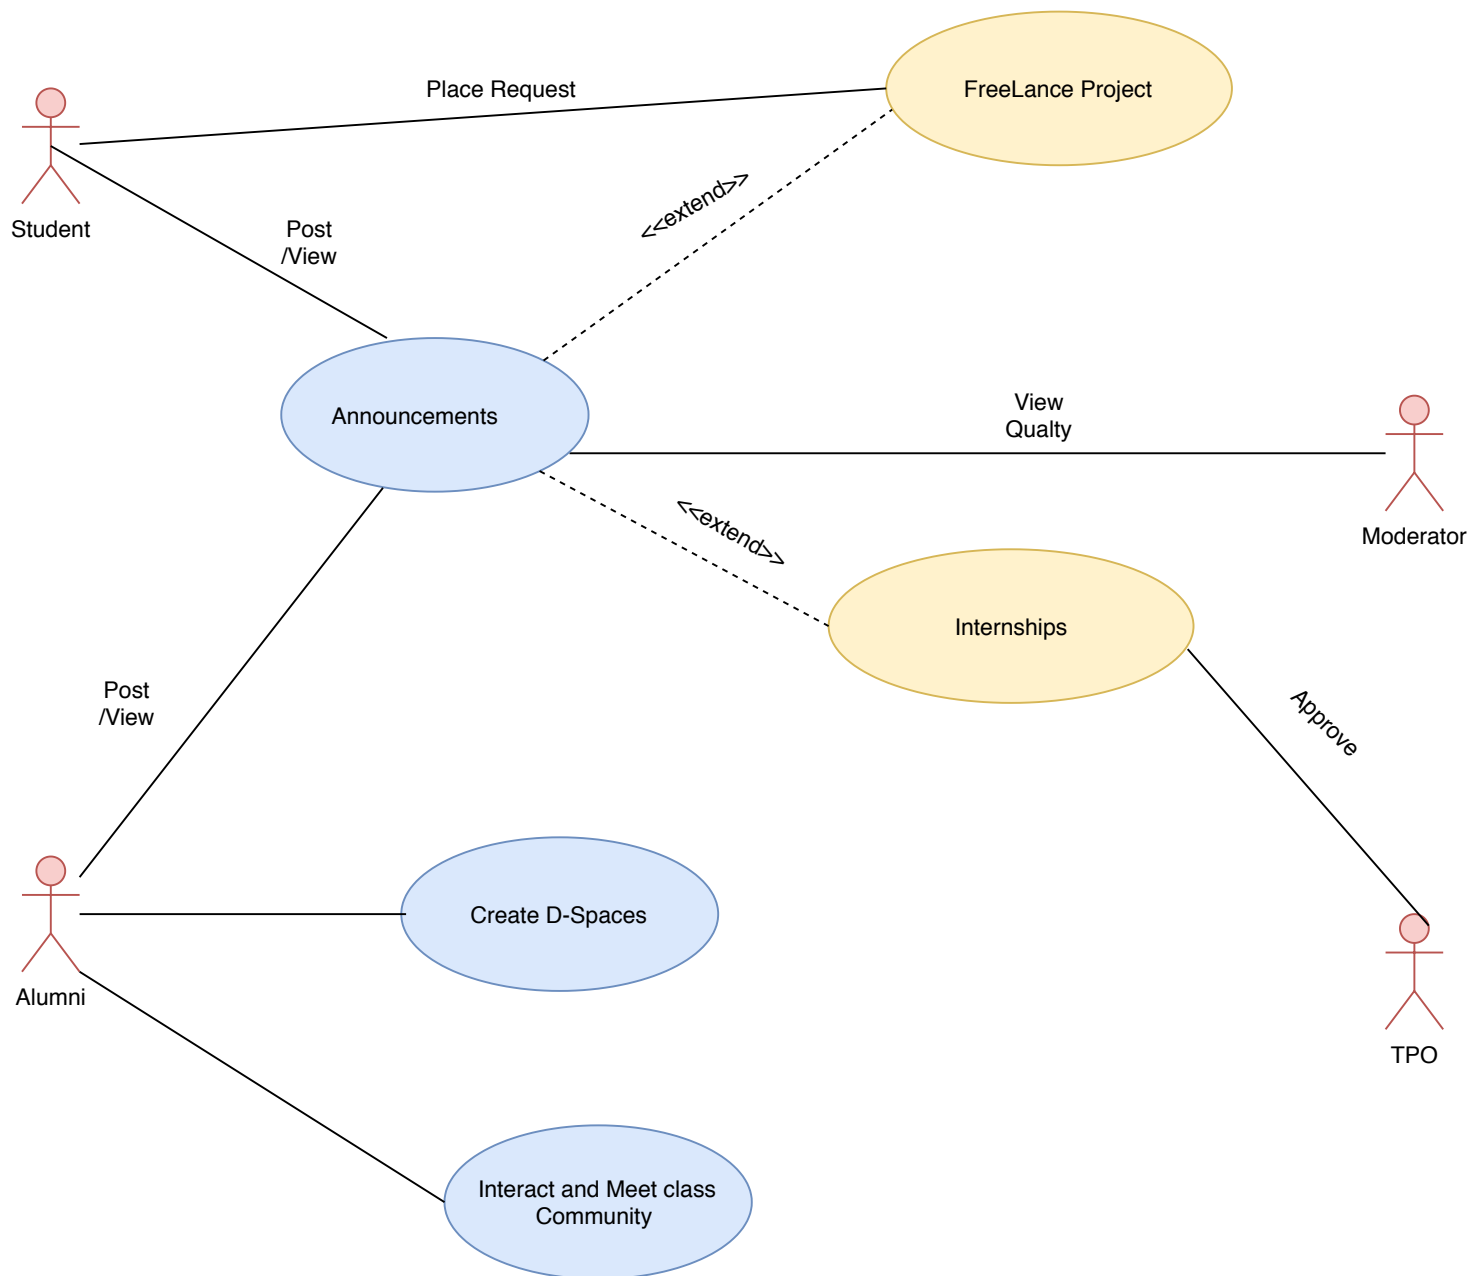 Place Request
FreeLance Project
Student
<<extend>>
Post
/View
Announcements
View
Qualty
Moderator
<<extend>>
Internships
Post
/View
Approve
Create D-Spaces
Alumni
TPO
Interact and Meet class
Community